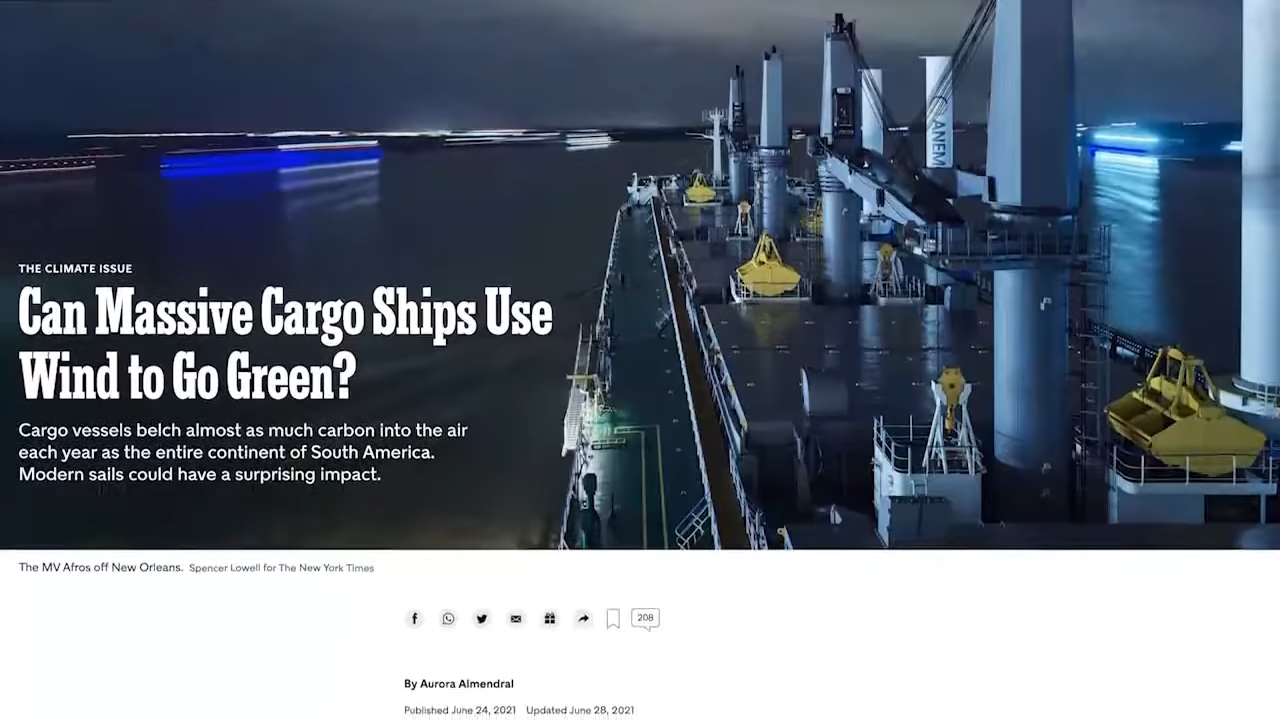 THE CLIMATE ISSUE
Can Massive Cargo Ships Use
Wind to Go Green?
Cargo vessels belch almost as much carbon into the air
each year as the entire continent of South America.
Modern sails could have a surprising impact.
ANEM
The MV Afros off New Orleans. Spencer Lowell for The New York Times
208
By Aurora Almendral
Published June 24, 2021 Updated June 28, 2021